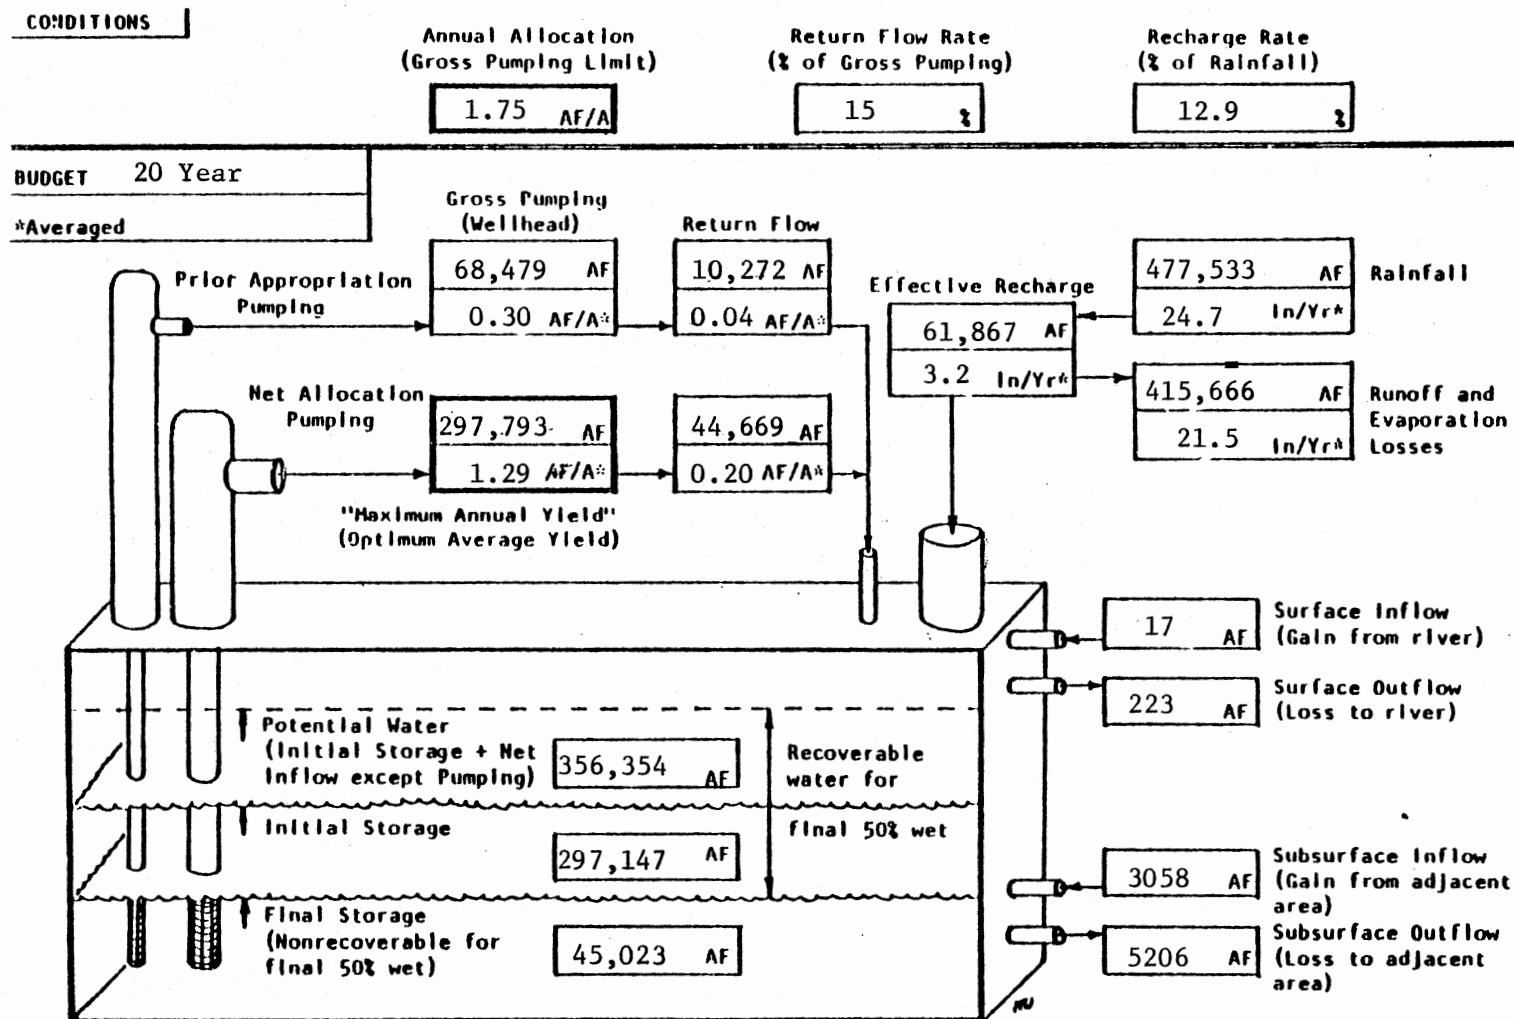 CONDITIONS
Annual Allocation
(Gross Pumping Limit)
1.75 AF/A
Return Flow Rate
(% of Gross Pumping)
15 %
Recharge Rate
(% of Rainfall)
12.9 %
BUDGET 20 Year
*Averaged
Gross Pumping
(Wellhead)
68,479 AF
0.30 AF/A*
Return Flow
10,272 AF
0.04 AF/A*
Prior Appropriation
Pumping
Effective Recharge
61,867 AF
3.2 In/Yr*
477,533 AF
24.7 In/Yr*
Rainfall
415,666 AF
21.5 In/Yr*
Runoff and
Evaporation
Losses
Net Allocation
Pumping
297,793 AF
1.29 AF/A*
44,669 AF
0.20 AF/A*
"Maximum Annual Yield"
(Optimum Average Yield)
17 AF
Surface Inflow
(Gain from river)
223 AF
Surface Outflow
(Loss to river)
Potential Water
(Initial Storage + Net
Inflow except Pumping)
356,354 AF
Recoverable
water for
final 50% wet
Initial Storage
297,147 AF
3058 AF
Subsurface Inflow
(Gain from adjacent
area)
Final Storage
(Nonrecoverable for
final 50% wet)
45,023 AF
5206 AF
Subsurface Outflow
(Loss to adjacent
area)